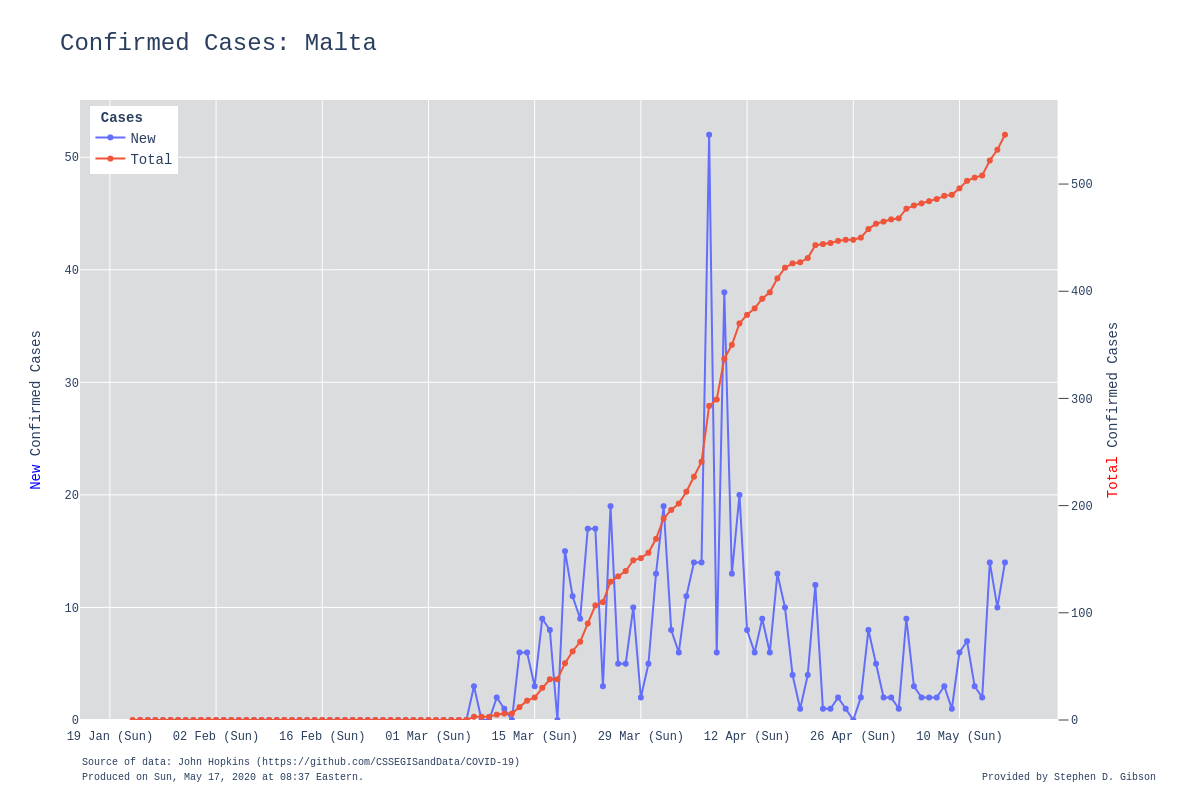 Confirmed Cases: Malta
Cases
New
Total
50
40
30
20
10
0
New Confirmed Cases
500
400
300
200
100
0
Total Confirmed Cases
19 Jan (Sun) 02 Feb (Sun) 16 Feb (Sun) 01 Mar (Sun) 15 Mar (Sun) 29 Mar (Sun) 12 Apr (Sun) 26 Apr (Sun) 10 May (Sun)
Source of data: John Hopkins (https://github.com/CSSEGISandData/COVID-19)
Produced on Sun, May 17, 2020 at 08:37 Eastern.
Provided by Stephen D. Gibson